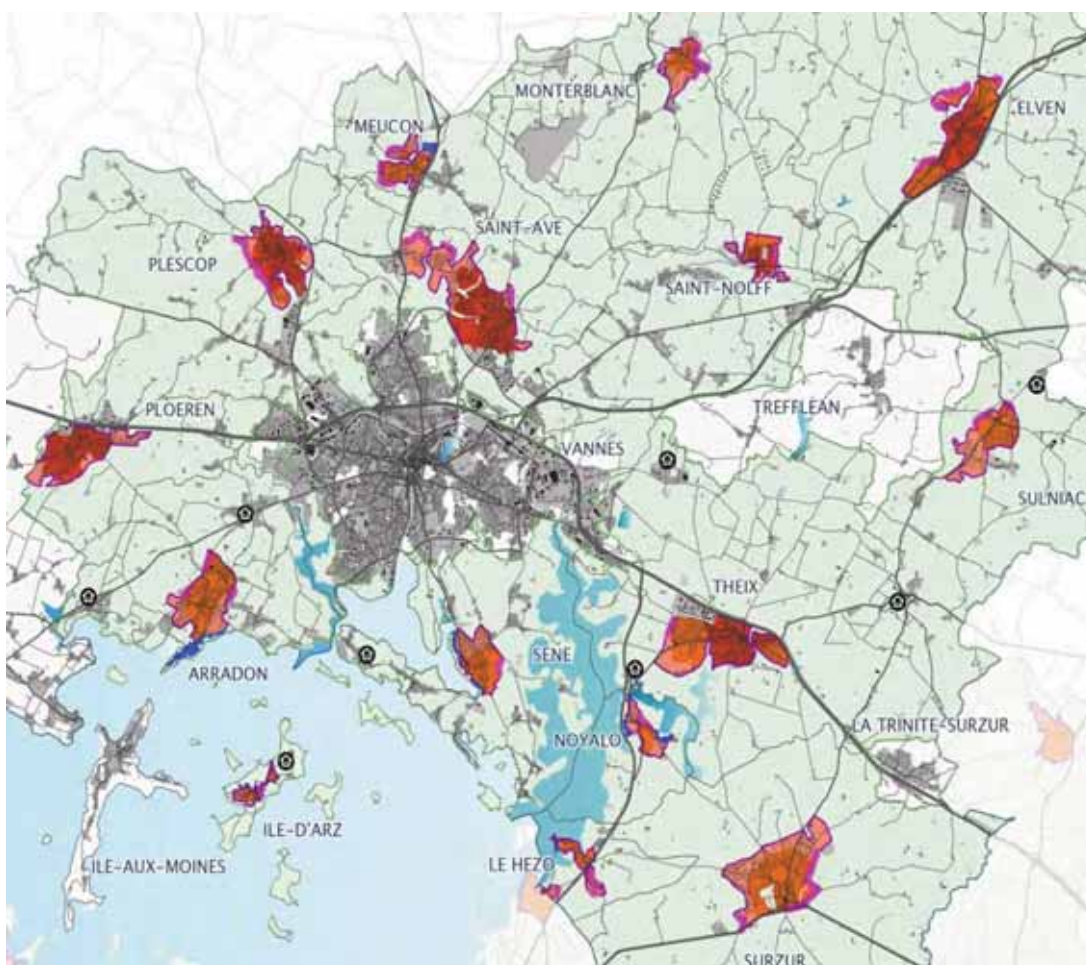 MONTERBLANC
ELVEN
MEUCON
SAINT-AVE
PLESCOP
SAINT-NOLFF
PLOEREN
TREFFLEAN
VANNES
SULNIAC
THEIX
SENE
ARRADON
NOYALO
LA TRINITE-SURZUR
ILE-D'ARZ
ILE-AUX-MOINES
LE HEZO
SURZUR